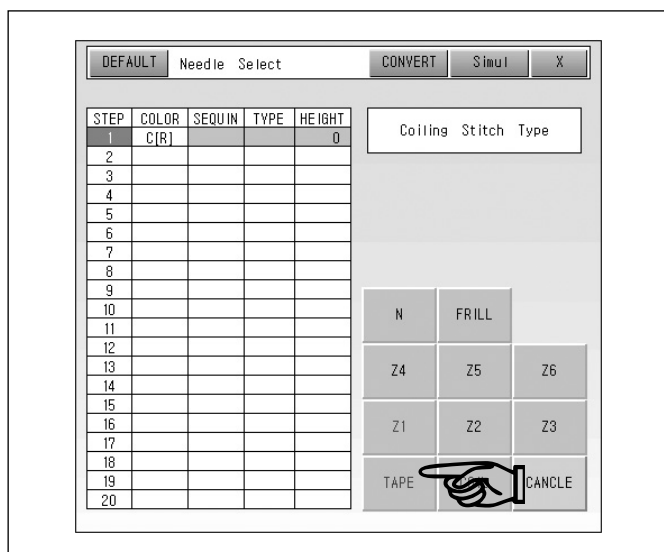 DEFAULT Needle Select CONVERT Simul X
STEP COLOR SEQUIN TYPE HEIGHT
Coiling Stitch Type
1 C[R] 0
2
3
4
5
6
7
8
9
10
11
12
13
14
15
16
17
18
19
20
N FRILL
Z4 Z5 Z6
Z1 Z2 Z3
TAPE CANCLE